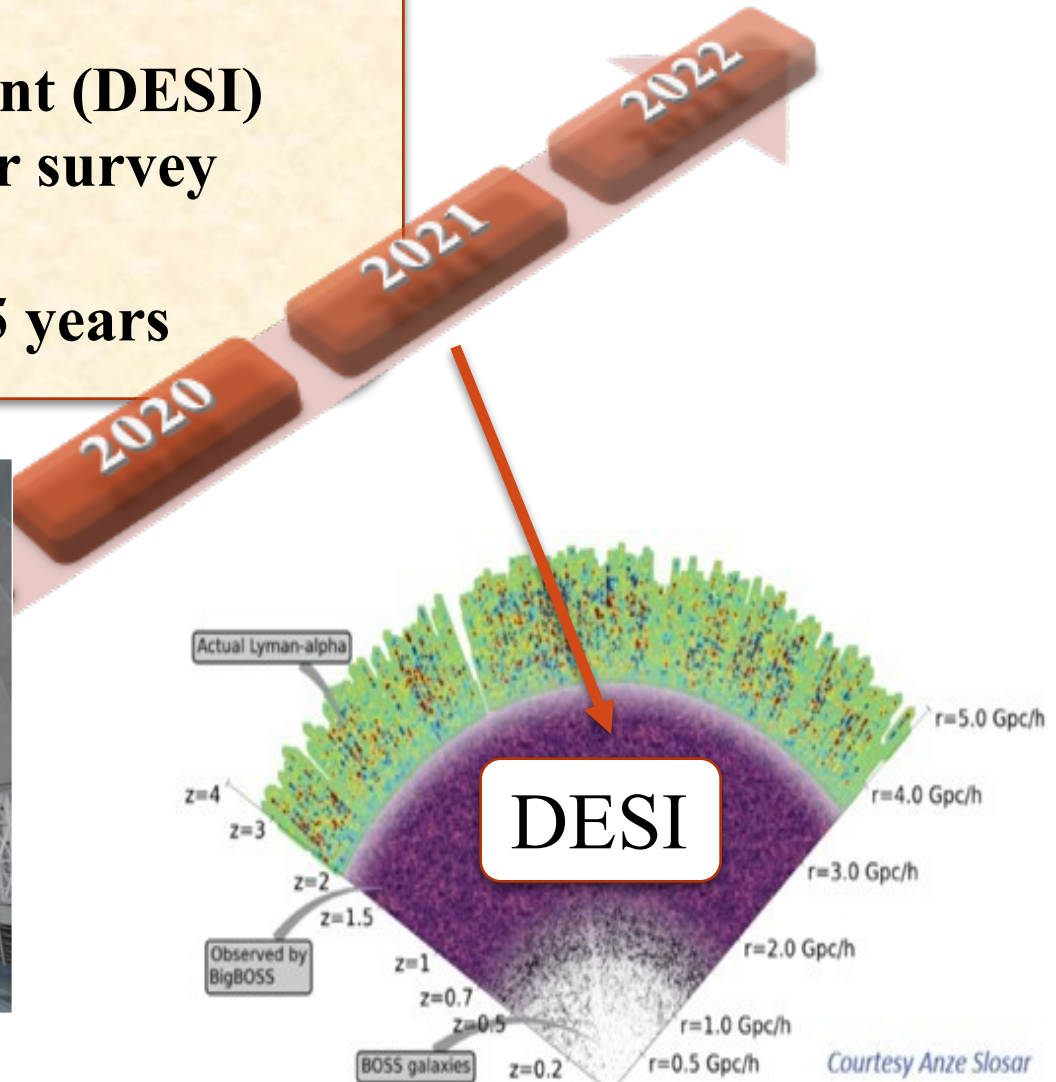 nt (DESI)
r survey
5 years
2022
2021
2020
Actual Lyman-alpha
DESI
z=4
z=3
z=2
z=1.5
z=1
z=0.7
z=0.5
z=0.2
Observed by
BigBOSS
BOSS galaxies
r=5.0 Gpc/h
r=4.0 Gpc/h
r=3.0 Gpc/h
r=2.0 Gpc/h
r=1.0 Gpc/h
r=0.5 Gpc/h
Courtesy Anze Slosar